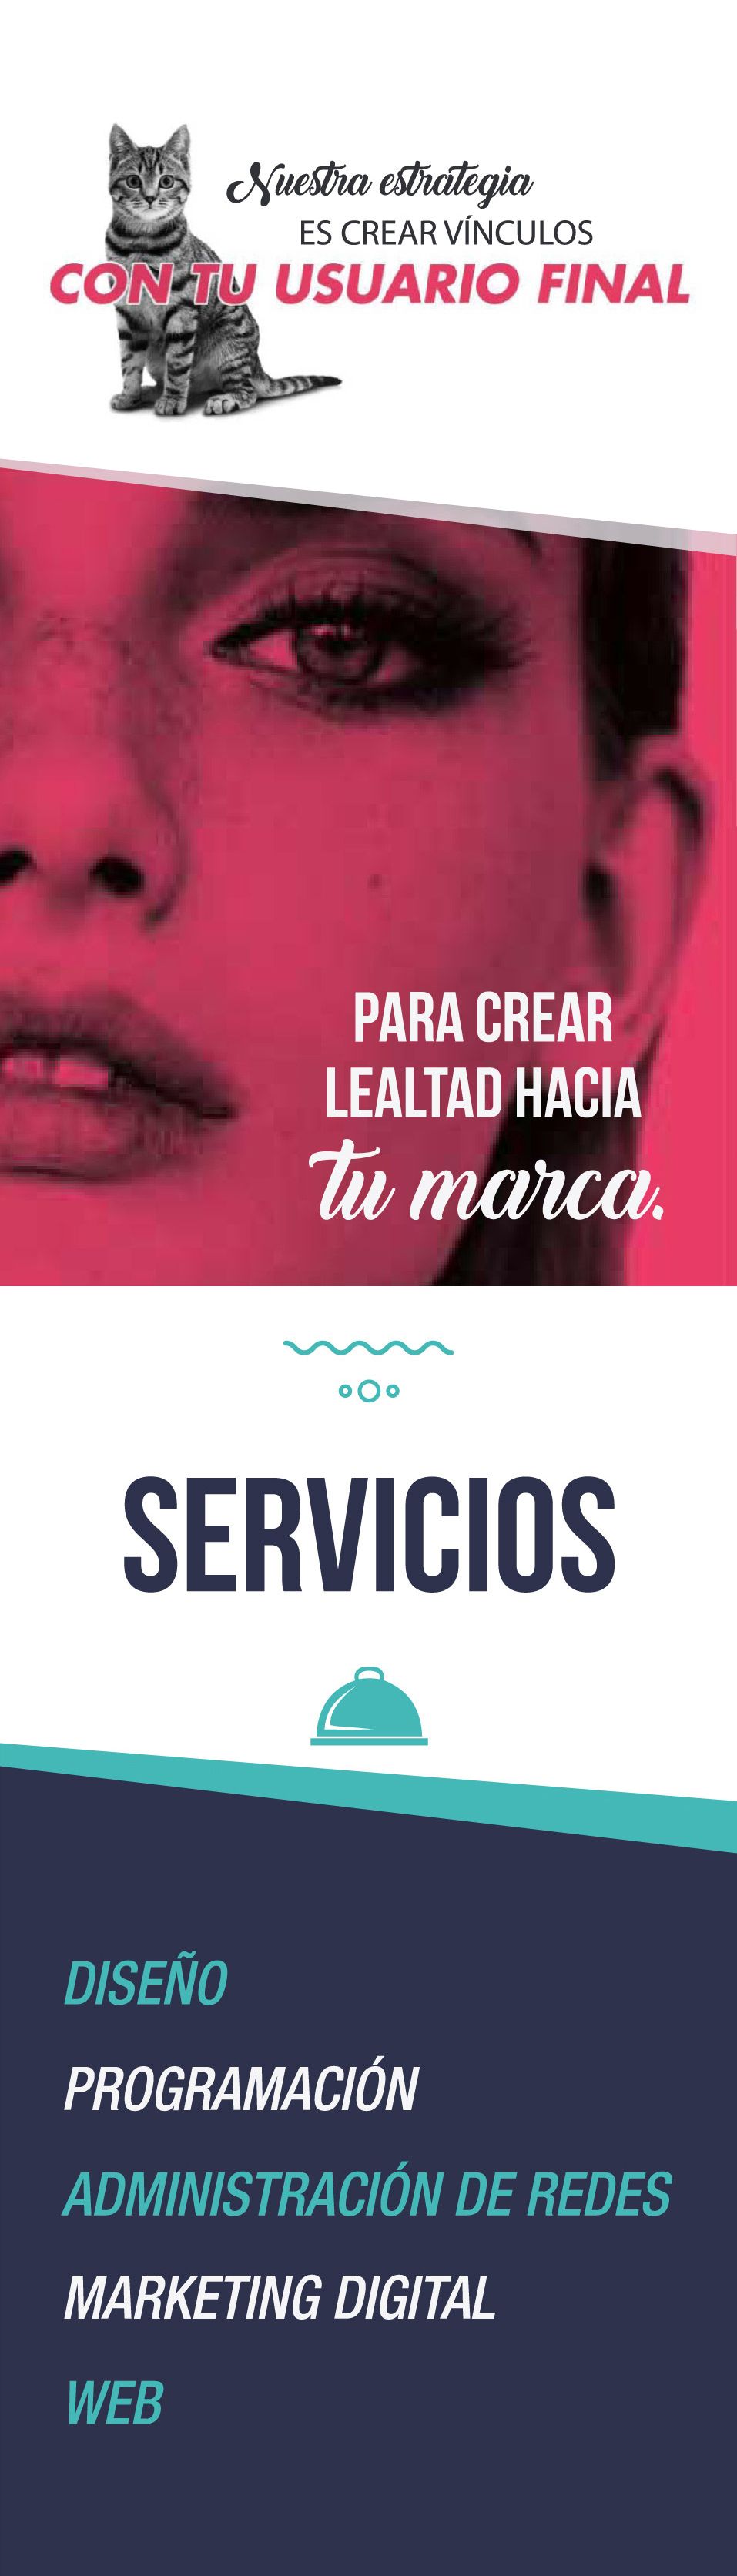 Nuestra estrategia
ES CREAR VÍNCULOS
CON TU USUARIO FINAL
PARA CREAR
LEALTAD HACIA
tu marca.
SERVICIOS
DISEÑO
PROGRAMACIÓN
ADMINISTRACIÓN DE REDES
MARKETING DIGITAL
WEB